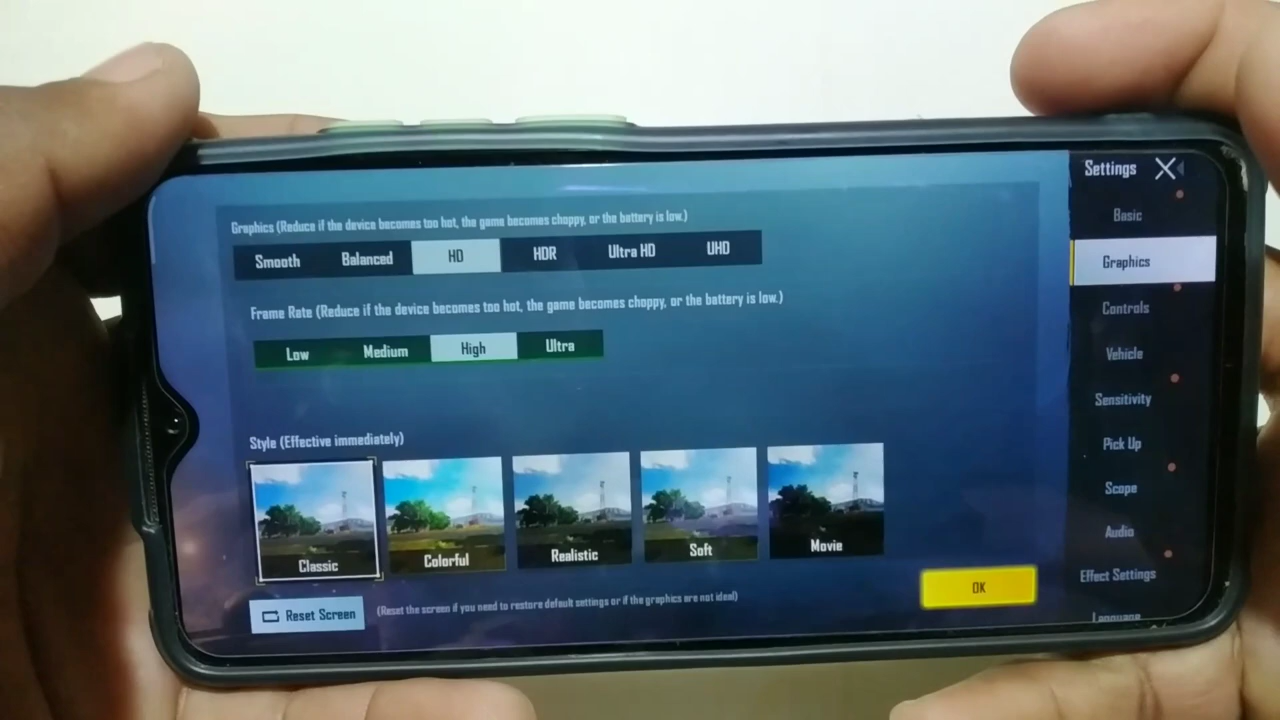 Settings
Graphics (Reduce if the device becomes too hot, the game becomes choppy, or the battery is low.)
Smooth Balanced HD HDR Ultra HD UHD
Frame Rate (Reduce if the device becomes too hot, the game becomes choppy, or the battery is low.)
Low Medium High Ultra
Style (Effective immediately)
Classic Colorful Realistic Soft Movie
Reset Screen (Reset the screen if you need to restore default settings or if the graphics are not ideal)
OK
Basic
Graphics
Controls
Vehicle
Sensitivity
Pick Up
Scope
Audio
Effect Settings
Language